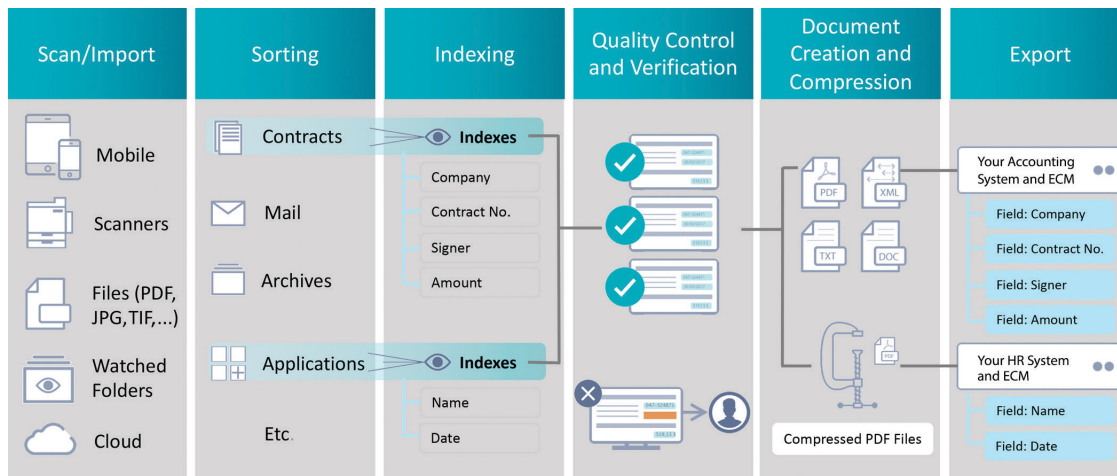 Scan/Import
Sorting
Indexing
Quality Control
and Verification
Document
Creation and
Compression
Export
Mobile
Scanners
Files (PDF,
JPG,TIF,...)
Watched
Folders
Cloud
Contracts
Mail
Archives
Applications
Etc.
Indexes
Company
Contract No.
Signer
Amount
Indexes
Name
Date
PDF
XML
TXT
DOC
PDF
Compressed PDF Files
Your Accounting
System and ECM
Field: Company
Field: Contract No.
Field: Signer
Field: Amount
Your HR System
and ECM
Field: Name
Field: Date